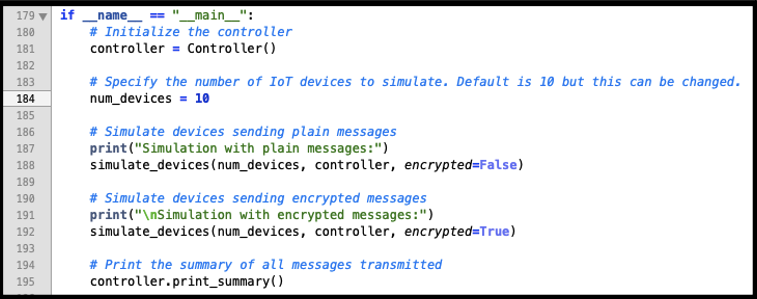 179 if __name__ == "__main__":
180     # Initialize the controller
181     controller = Controller()
182
183     # Specify the number of IoT devices to simulate. Default is 10 but this can be changed.
184     num_devices = 10
185
186     # Simulate devices sending plain messages
187     print("Simulation with plain messages:")
188     simulate_devices(num_devices, controller, encrypted=False)
189
190     # Simulate devices sending encrypted messages
191     print("\nSimulation with encrypted messages:")
192     simulate_devices(num_devices, controller, encrypted=True)
193
194     # Print the summary of all messages transmitted
195     controller.print_summary()